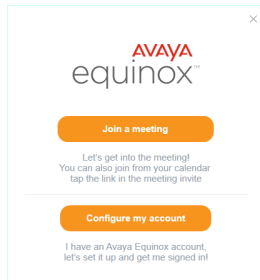 AVAYA
equinox™
Join a meeting
Let's get into the meeting!
You can also join from your calendar
tap the link in the meeting invite
Configure my account
I have an Avaya Equinox account,
let's set it up and get me signed in!